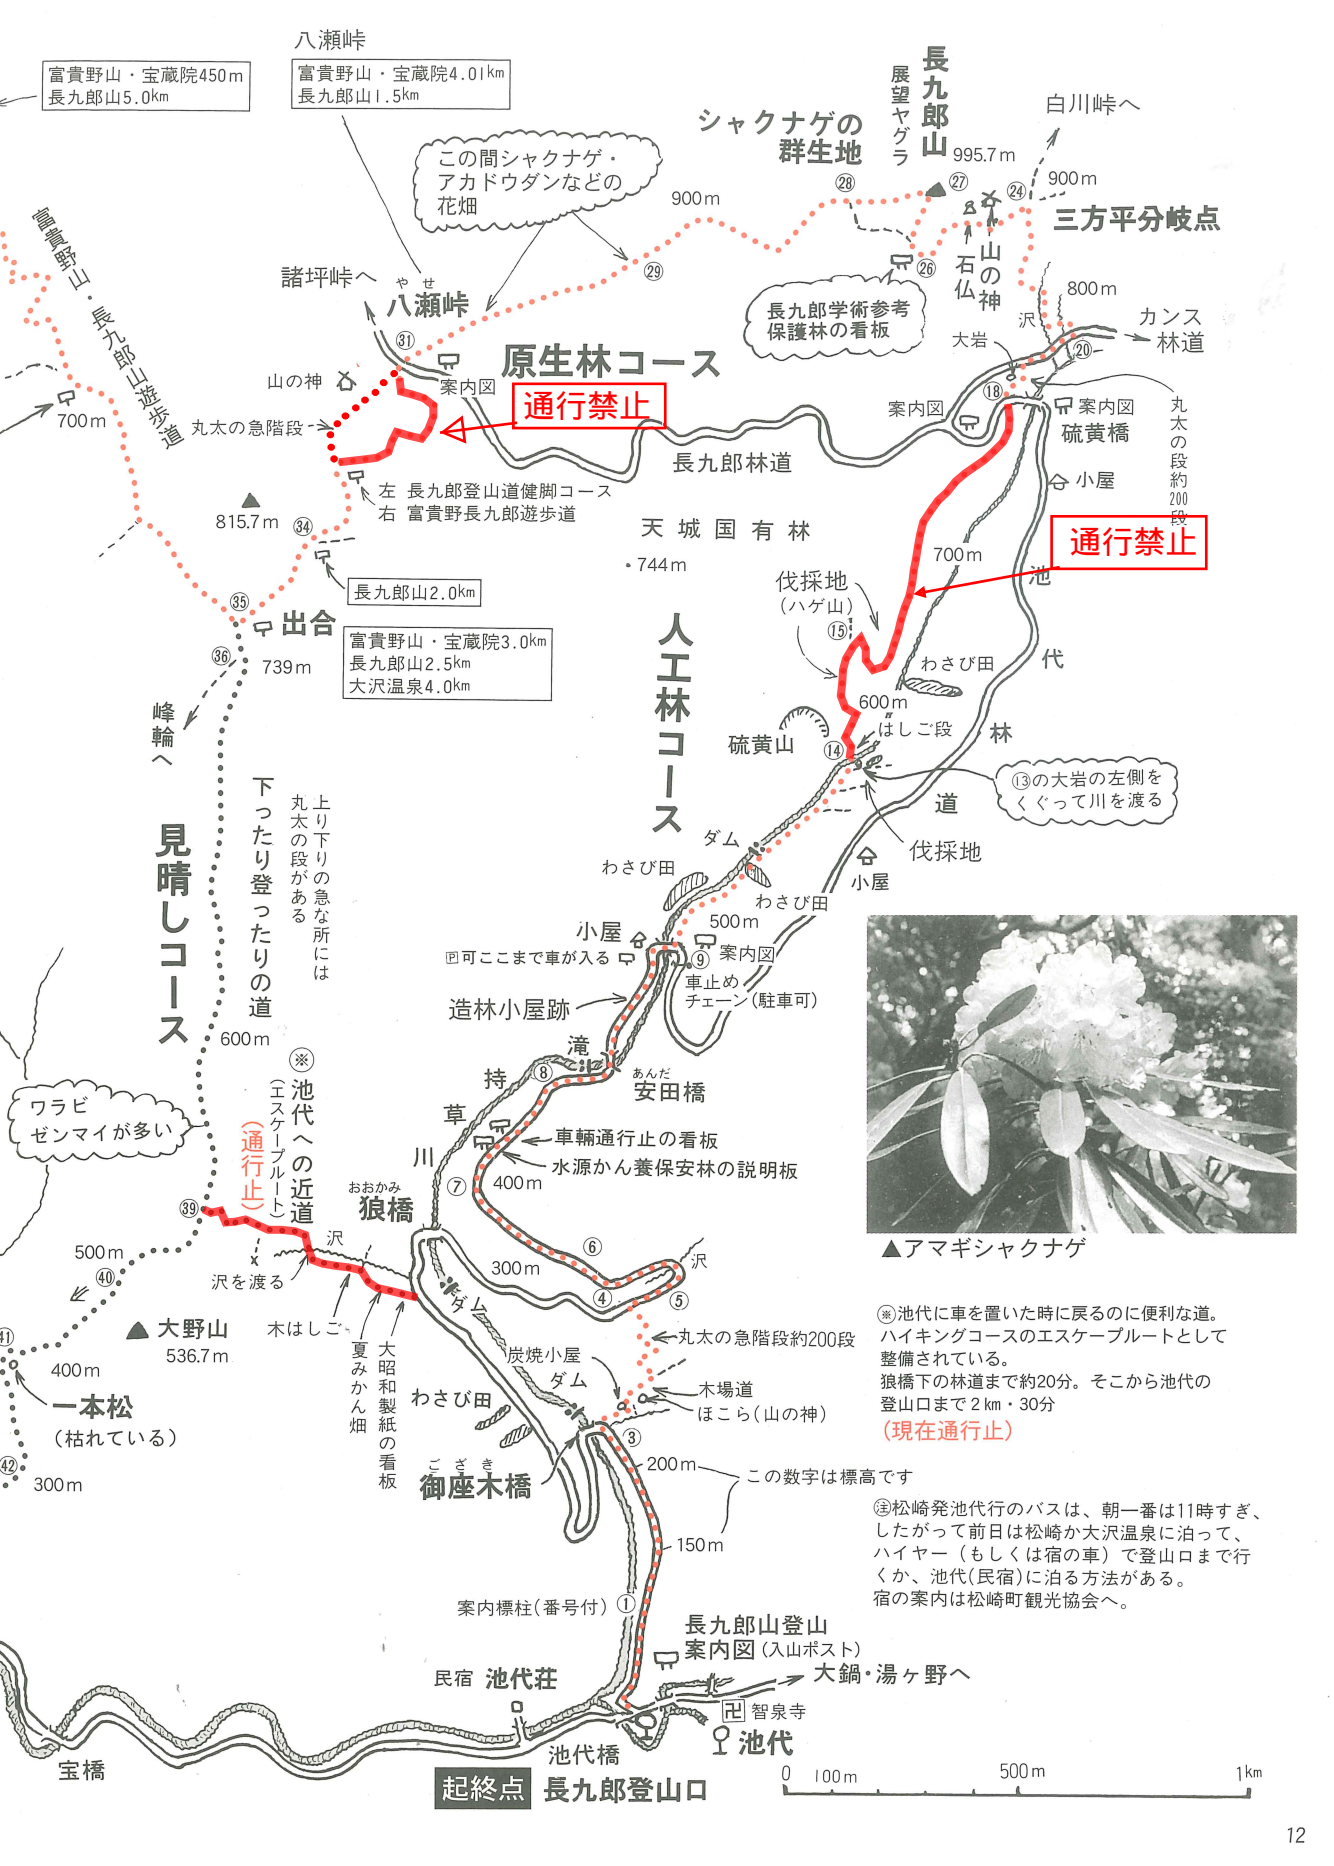 八瀬峠
富貴野山・宝蔵院450m
長九郎山5.0km
富貴野山・宝蔵院4.01km
長九郎山1.5km
この間シャクナゲ・
アカドウダンなどの
花畑
シャクナゲの
群生地
長九郎山
展望ヤグラ
995.7m
白川峠へ
900m
三方平分岐点
㉘
㉗
㉔
900m
㉙
㉖
石仏
山の神
長九郎学術参考
保護林の看板
800m
沢
大岩
カンス
林道
⑳
⑱
富貴野山・長九郎山遊歩道
諸坪峠へ
やせ
八瀬峠
㉛
原生林コース
案内図
通行禁止
山の神
丸太の急階段
700m
案内図
案内図
硫黄橋
丸太の段約200段
小屋
長九郎林道
左 長九郎登山道健脚コース
右 富貴野長九郎遊歩道
815.7m
㉞
天城国有林
・744m
700m
通行禁止
長九郎山2.0km
㉟
出合
富貴野山・宝蔵院3.0km
長九郎山2.5km
大沢温泉4.0km
㊱
739m
峰輪へ
伐採地
(ハゲ山)
⑮
わさび田
600m
はしご段
硫黄山
⑭
人工林コース
池代林道
⑬の大岩の左側を
くぐって川を渡る
伐採地
小屋
ダム
わさび田
わさび田
500m
見晴しコース
下ったり登ったりの道
上り下りの急な所には
丸太の段がある
600m
小屋
🄿可ここまで車が入る
⑨
案内図
車止め
チェーン(駐車可)
造林小屋跡
滝
⑧
あんだ
安田橋
持草川
車輛通行止の看板
水源かん養保安林の説明板
⑦
400m
ワラビ
ゼンマイが多い
※池代への近道
(エスケープルート)
(通行止)
おおかみ
狼橋
㊴
沢
沢を渡る
木はしご
夏みかん畑
大昭和製紙の看板
500m
㊵
大野山
536.7m
㊶
400m
一本松
(枯れている)
㊷
300m
⑥
300m
沢
④
⑤
ダム
丸太の急階段約200段
炭焼小屋
ダム
木場道
ほこら(山の神)
わさび田
③
ござき
御座木橋
200m
この数字は標高です
150m
▲アマギシャクナゲ
※池代に車を置いた時に戻るのに便利な道。
ハイキングコースのエスケープルートとして
整備されている。
狼橋下の林道まで約20分。そこから池代の
登山口まで2km・30分
(現在通行止)
㊟松崎発池代行のバスは、朝一番は11時すぎ、
したがって前日は松崎か大沢温泉に泊って、
ハイヤー(もしくは宿の車)で登山口まで行
くか、池代(民宿)に泊る方法がある。
宿の案内は松崎町観光協会へ。
案内標柱(番号付)
①
長九郎山登山
案内図(入山ポスト)
大鍋・湯ヶ野へ
民宿 池代荘
卍智泉寺
池代
池代橋
宝橋
起終点 長九郎登山口
0 100m 500m 1km
12